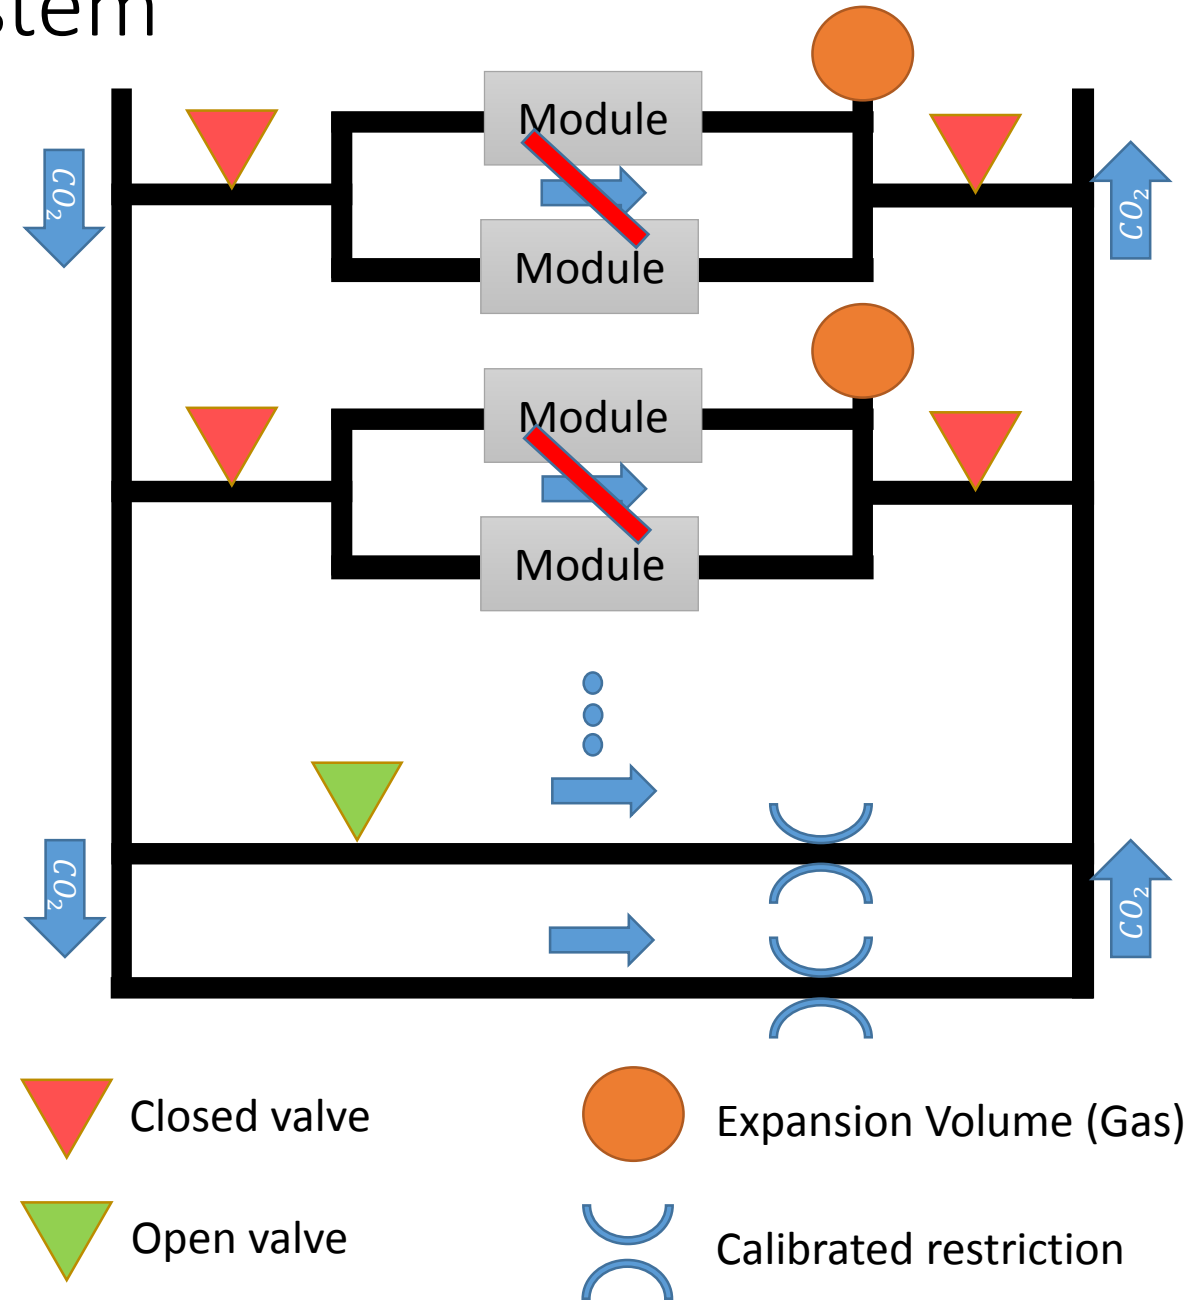 stem
Module
CO₂
CO₂
Module
Module
Module
CO₂
CO₂
Closed valve
Expansion Volume (Gas)
Open valve
Calibrated restriction